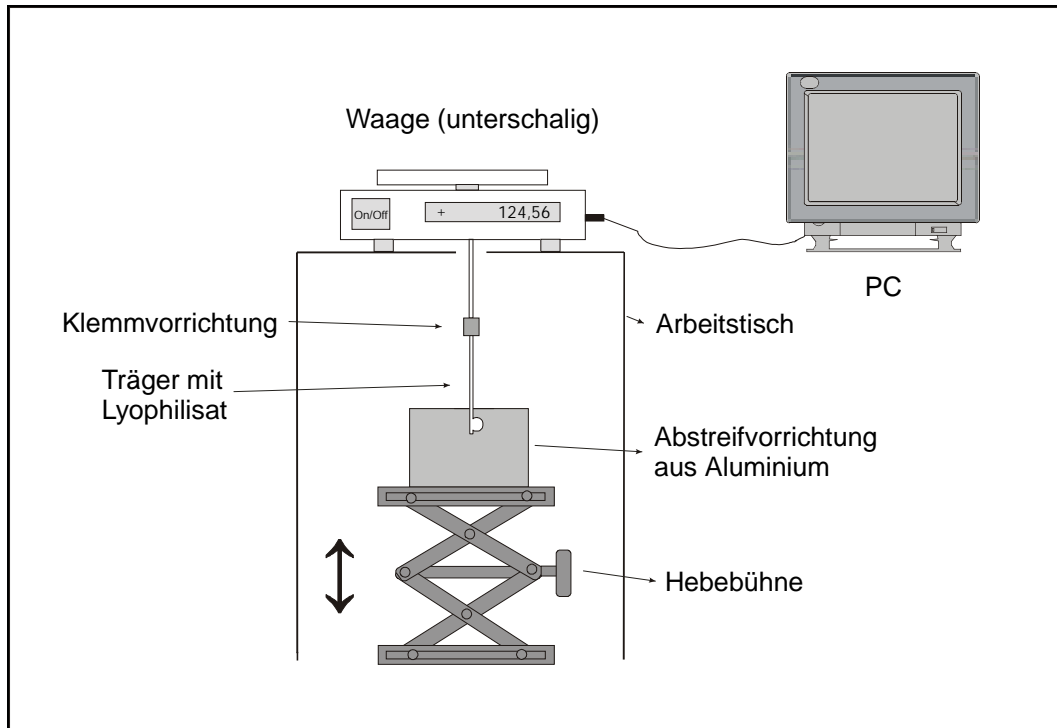 Waage (unterschalig)
On/Off
+ 124,56
PC
Klemmvorrichtung
Arbeitstisch
Träger mit
Lyophilisat
Abstreifvorrichtung
aus Aluminium
Hebebühne